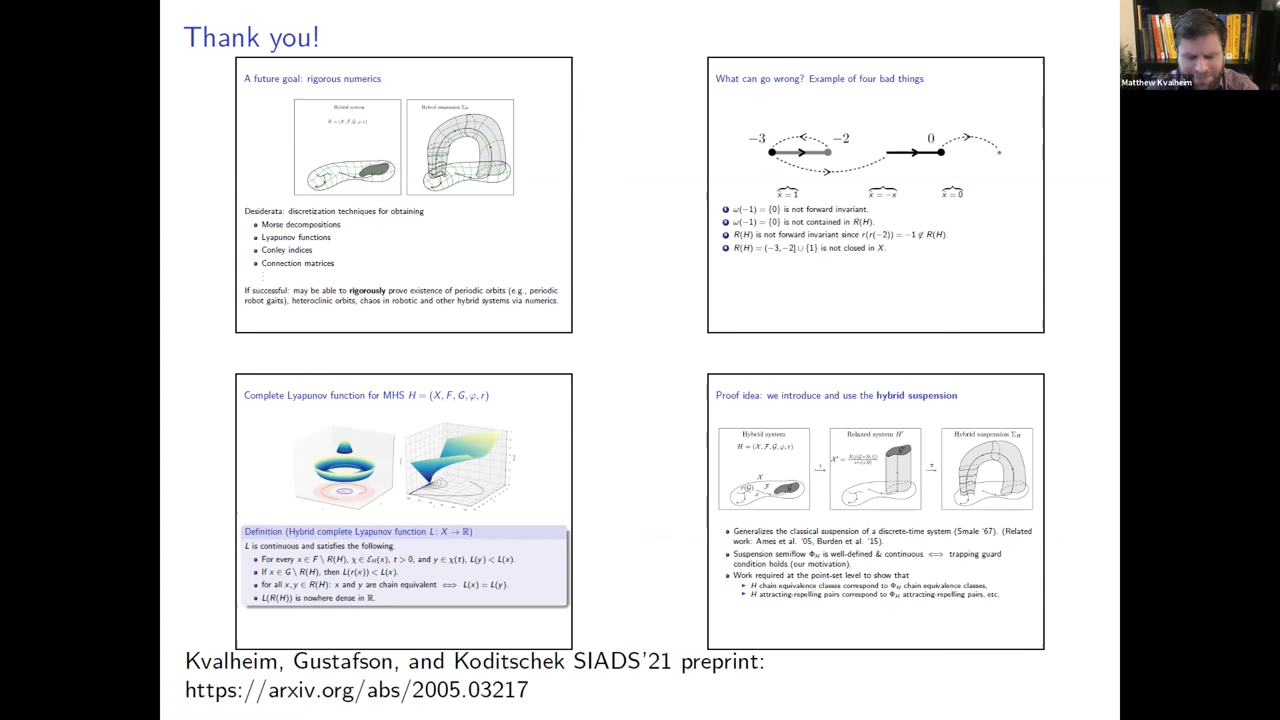 Thank you!
Matthew Kvalheim
A future goal: rigorous numerics
Hybrid system
H = (X, F, G, φ, r)
Hybrid suspension Σ_H
Desiderata: discretization techniques for obtaining
Morse decompositions
Lyapunov functions
Conley indices
Connection matrices
⋮
If successful: may be able to rigorously prove existence of periodic orbits (e.g., periodic
robot gaits), heteroclinic orbits, chaos in robotic and other hybrid systems via numerics.
What can go wrong? Example of four bad things
−3 −2 0
ẋ = 1 ẋ = −x ẋ = 0
1 ω(−1) = {0} is not forward invariant.
2 ω(−1) = {0} is not contained in R(H).
3 R(H) is not forward invariant since r(r(−2)) = −1 ∉ R(H).
4 R(H) = (−3, −2] ∪ {1} is not closed in X.
Complete Lyapunov function for MHS H = (X, F, G, φ, r)
Definition (Hybrid complete Lyapunov function L: X → ℝ)
L is continuous and satisfies the following.
For every x ∈ F \ R(H), χ ∈ ℰ_H(x), t > 0, and y ∈ χ(t), L(y) < L(x).
If x ∈ G \ R(H), then L(r(x)) < L(x).
for all x, y ∈ R(H): x and y are chain equivalent ⟺ L(x) = L(y).
L(R(H)) is nowhere dense in ℝ.
Proof idea: we introduce and use the hybrid suspension
Hybrid system
H = (X, F, G, φ, r)
Relaxed system H′
Hybrid suspension Σ_H
Generalizes the classical suspension of a discrete-time system (Smale '67). (Related
work: Ames et al. '05, Burden et al. '15).
Suspension semiflow Φ_H is well-defined & continuous ⟺ trapping guard
condition holds (our motivation).
Work required at the point-set level to show that
H chain equivalence classes correspond to Φ_H chain equivalence classes,
H attracting-repelling pairs correspond to Φ_H attracting-repelling pairs, etc.
Kvalheim, Gustafson, and Koditschek SIADS'21 preprint:
https://arxiv.org/abs/2005.03217